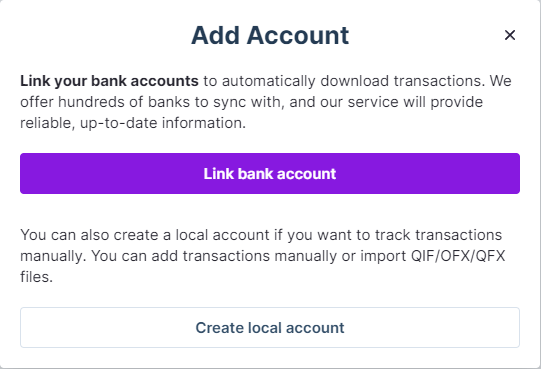 Add Account
Link your bank accounts to automatically download transactions. We
offer hundreds of banks to sync with, and our service will provide
reliable, up-to-date information.
Link bank account
You can also create a local account if you want to track transactions
manually. You can add transactions manually or import QIF/OFX/QFX
files.
Create local account